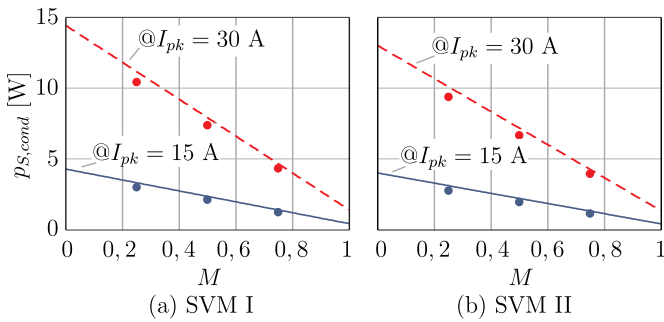 15
10
5
0
p_{S,cond} [W]
@I_{pk} = 30 A
@I_{pk} = 15 A
0 0,2 0,4 0,6 0,8 1
M
(a) SVM I
@I_{pk} = 30 A
@I_{pk} = 15 A
0 0,2 0,4 0,6 0,8 1
M
(b) SVM II